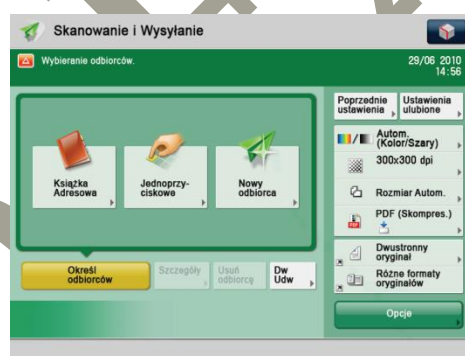 Skanowanie i Wysyłanie
Wybieranie odbiorców.
29/06 2010
14:56
Poprzednie
ustawienia
Ustawienia
ulubione
Książka
Adresowa
Jednoprzy-
ciskowe
Nowy
odbiorca
Autom.
(Kolor/Szary)
300x300 dpi
Rozmiar Autom.
PDF (Skompres.)
PDF
Określ
odbiorców
Szczegóły
Usuń
odbiorcę
Dw
Udw
Dwustronny
oryginał
Różne formaty
oryginałów
Opcje